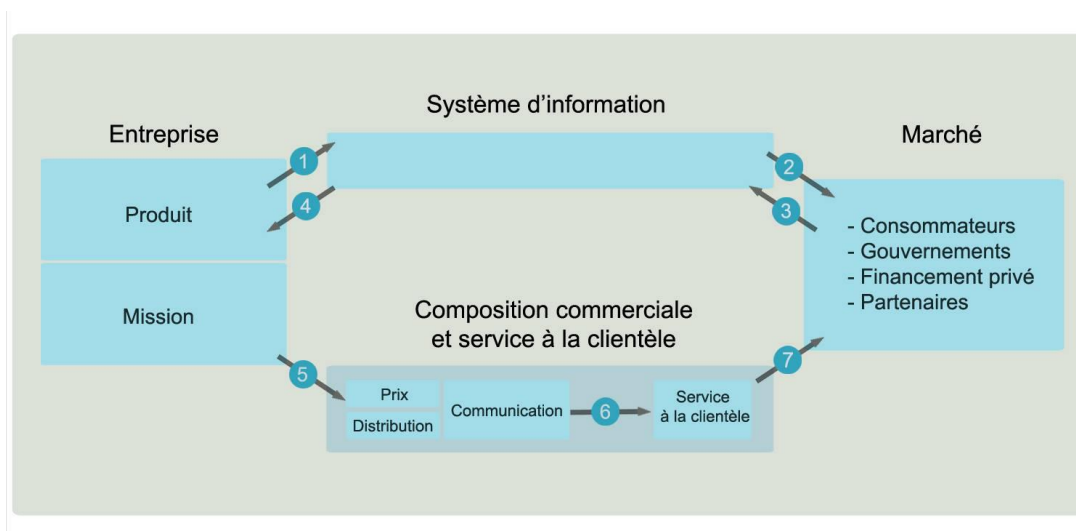 Système d’information
Entreprise
Marché
1
2
Produit
4
3
- Consommateurs
- Gouvernements
- Financement privé
- Partenaires
Mission
Composition commerciale
et service à la clientèle
5
7
Prix
Distribution
Communication
6
Service
à la clientèle